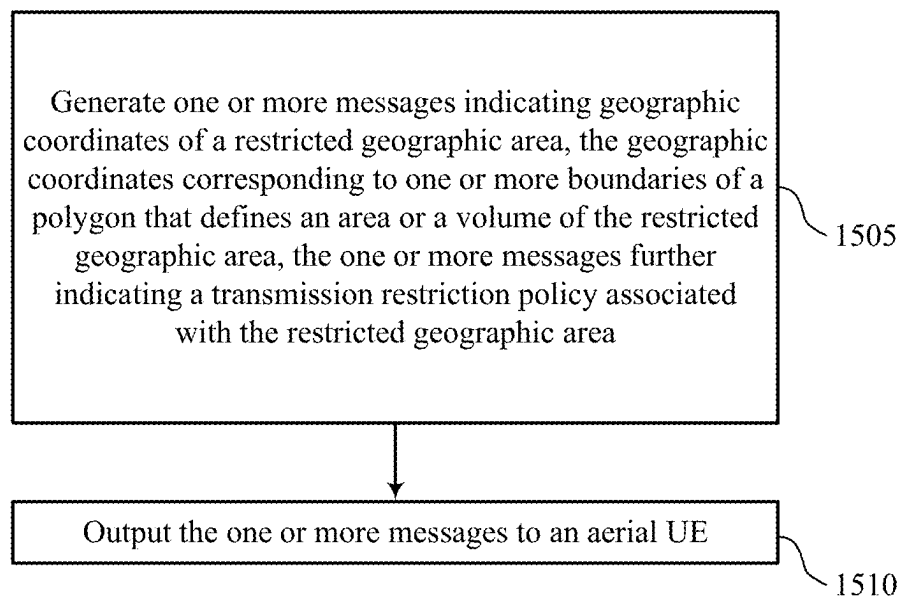 Generate one or more messages indicating geographic
coordinates of a restricted geographic area, the geographic
coordinates corresponding to one or more boundaries of a
polygon that defines an area or a volume of the restricted
geographic area, the one or more messages further
indicating a transmission restriction policy associated
with the restricted geographic area
1505
Output the one or more messages to an aerial UE
1510